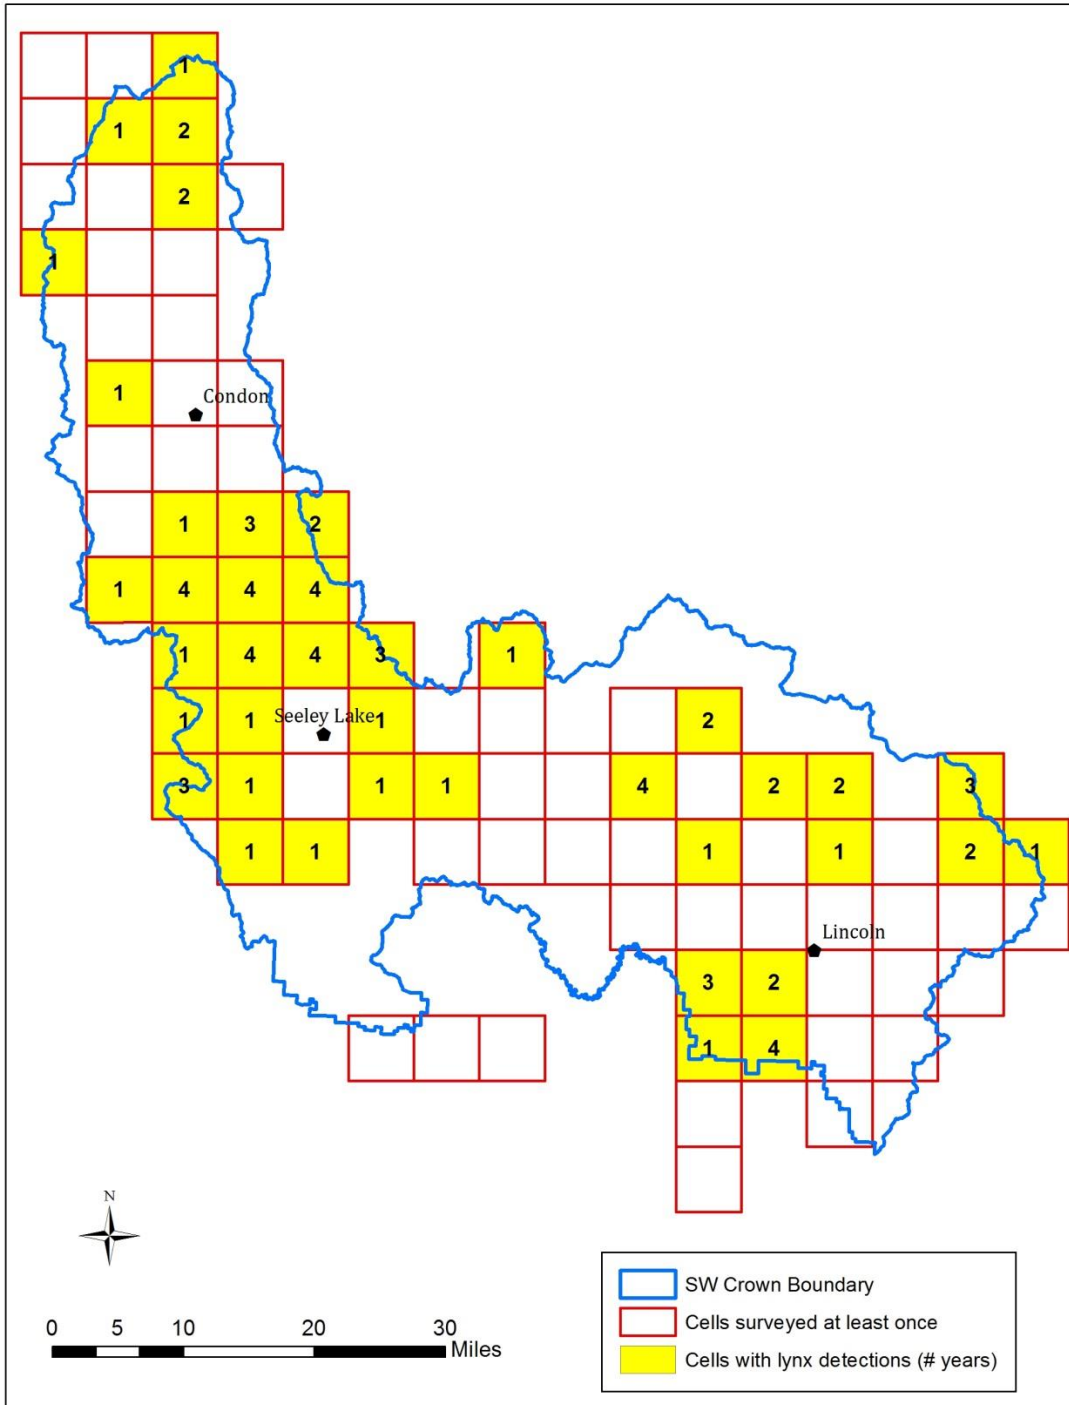 1
1 2
2
1
1
Condon
1 3 2
1 4 4 4
1 4 4 3 1
1 1 Seeley Lake 1 2
3 1 1 1 4 2 2 3
1 1 1 1 2 1
Lincoln
3 2
1 4
N
0 5 10 20 30
Miles
SW Crown Boundary
Cells surveyed at least once
Cells with lynx detections (# years)